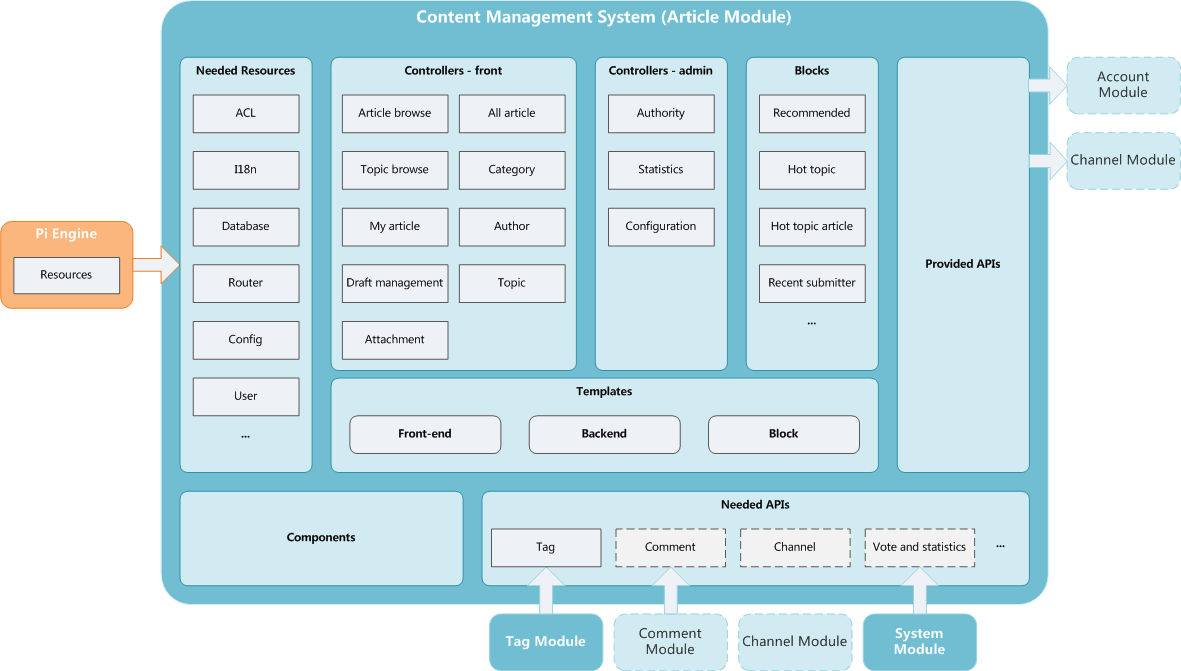 Content Management System (Article Module)
Pi Engine
Resources
Needed Resources
ACL
I18n
Database
Router
Config
User
...
Controllers - front
Article browse
All article
Topic browse
Category
My article
Author
Draft management
Topic
Attachment
Controllers - admin
Authority
Statistics
Configuration
Blocks
Recommended
Hot topic
Hot topic article
Recent submitter
...
Templates
Front-end
Backend
Block
Provided APIs
Account
Module
Channel Module
Components
Needed APIs
Tag
Comment
Channel
Vote and statistics
...
Tag Module
Comment
Module
Channel Module
System
Module